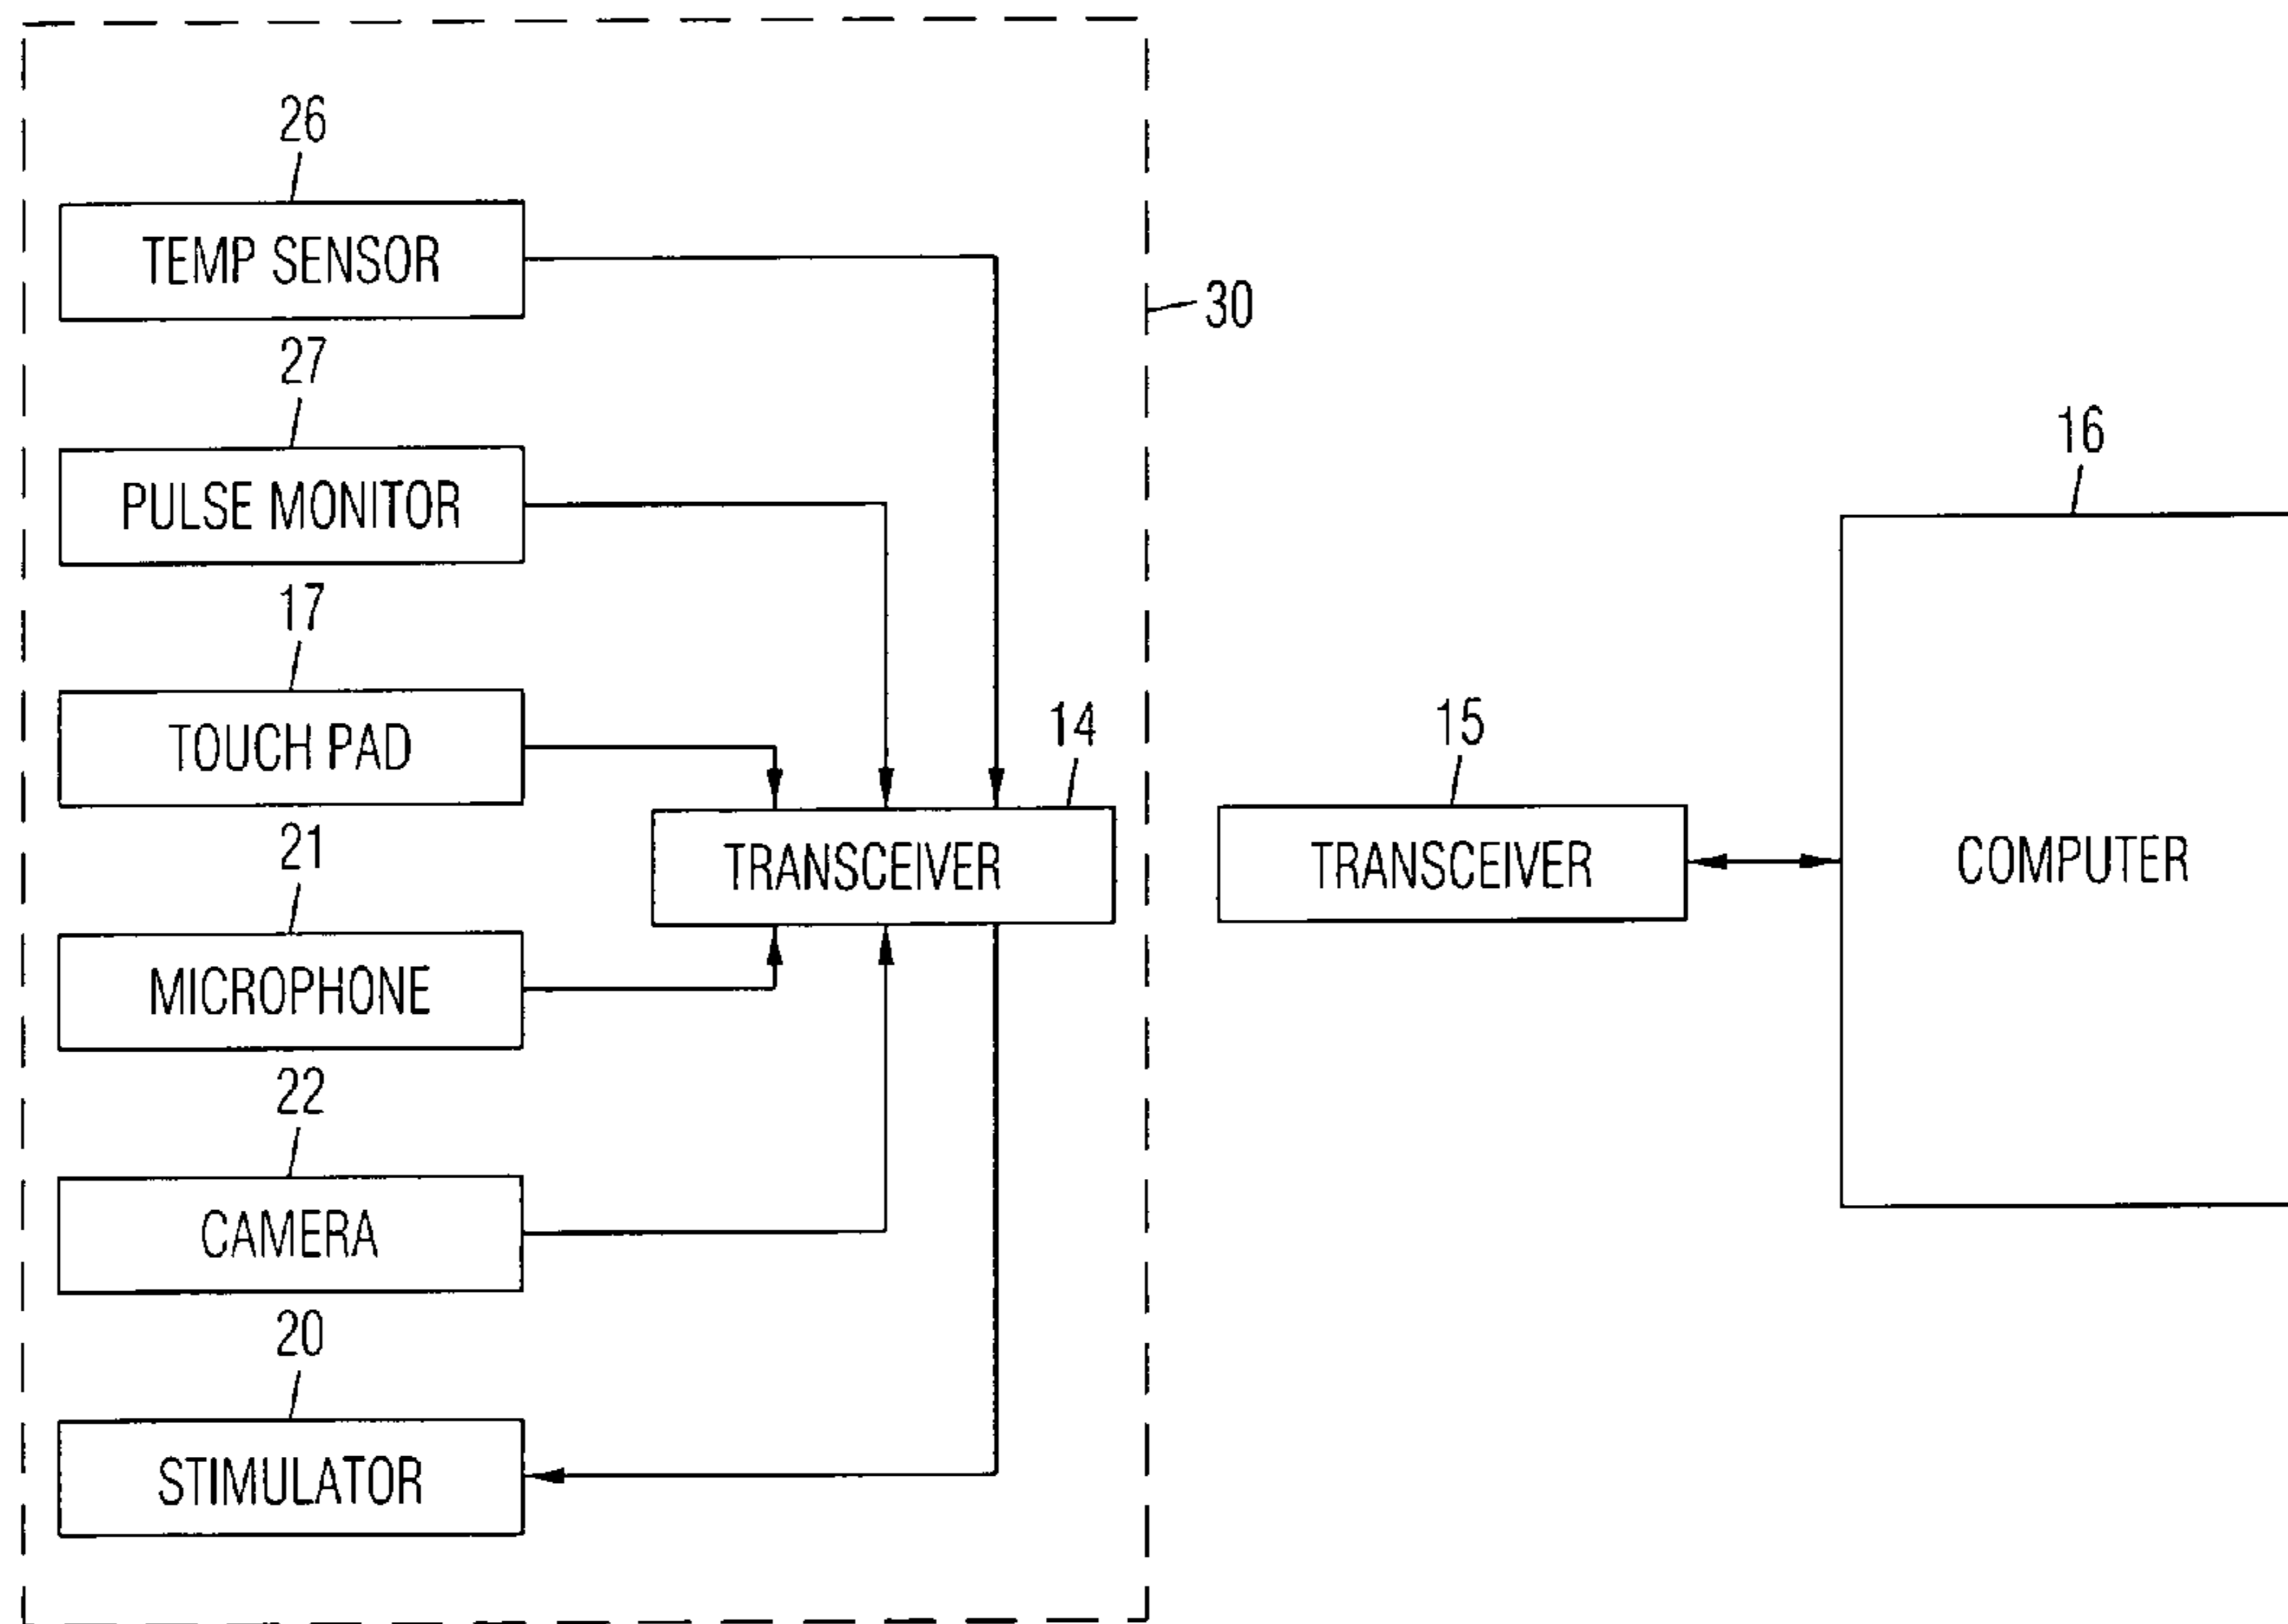 26
TEMP SENSOR
30
27
PULSE MONITOR
16
17
TOUCH PAD
14
TRANSCEIVER
15
TRANSCEIVER
COMPUTER
21
MICROPHONE
22
CAMERA
20
STIMULATOR